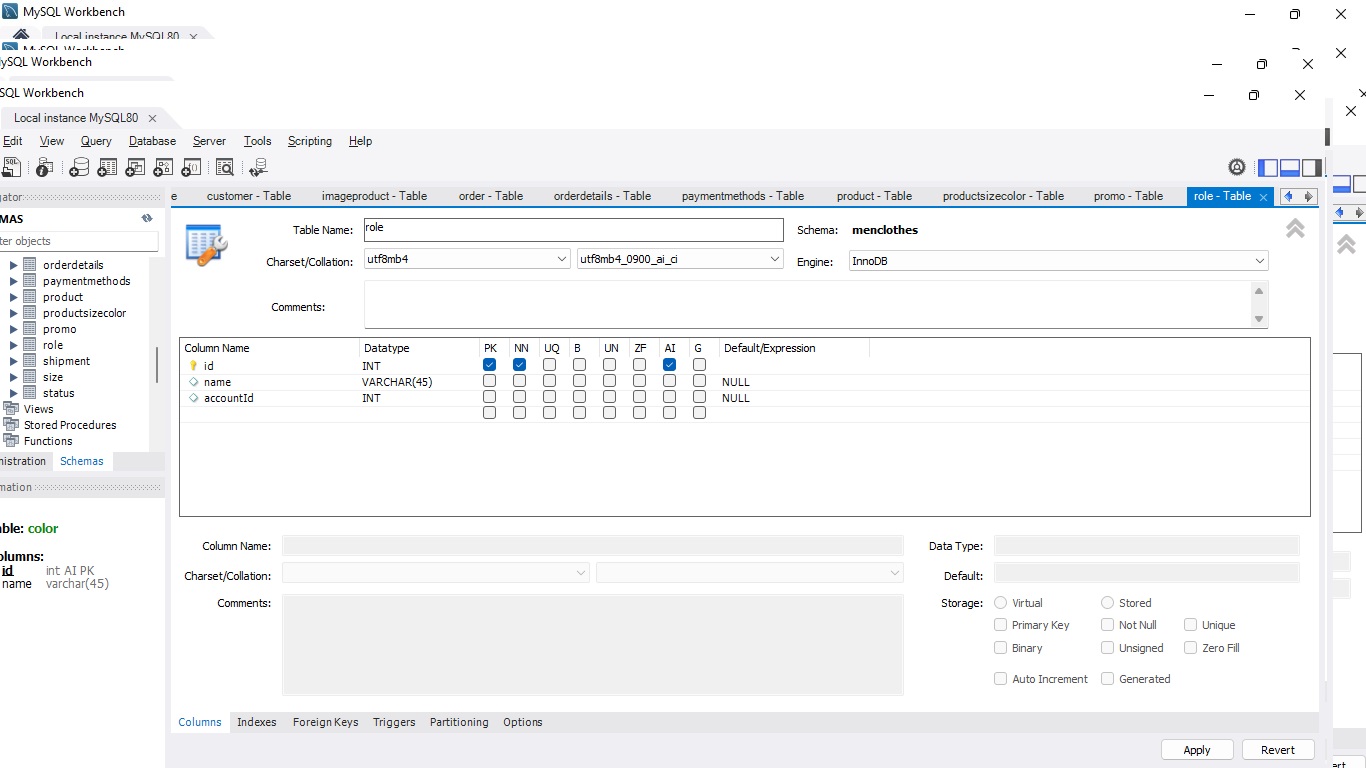 MySQL Workbench
Local instance MySQL80
MySQL Workbench
ySQL Workbench
SQL Workbench
Local instance MySQL80
Edit View Query Database Server Tools Scripting Help
gator
e customer - Table imageproduct - Table order - Table orderdetails - Table paymentmethods - Table product - Table productsizecolor - Table promo - Table role - Table
MAS
ter objects
orderdetails
paymentmethods
product
productsizecolor
promo
role
shipment
size
status
Views
Stored Procedures
Functions
nistration Schemas
mation
able: color
olumns:
id int AI PK
name varchar(45)
Table Name: role Schema: menclothes
Charset/Collation: utf8mb4 utf8mb4_0900_ai_ci Engine: InnoDB
Comments:
Column Name Datatype PK NN UQ B UN ZF AI G Default/Expression
id INT
name VARCHAR(45) NULL
accountId INT NULL
Column Name: Data Type:
Charset/Collation: Default:
Comments: Storage: Virtual Stored
Primary Key Not Null Unique
Binary Unsigned Zero Fill
Auto Increment Generated
Columns Indexes Foreign Keys Triggers Partitioning Options
Apply Revert
ert